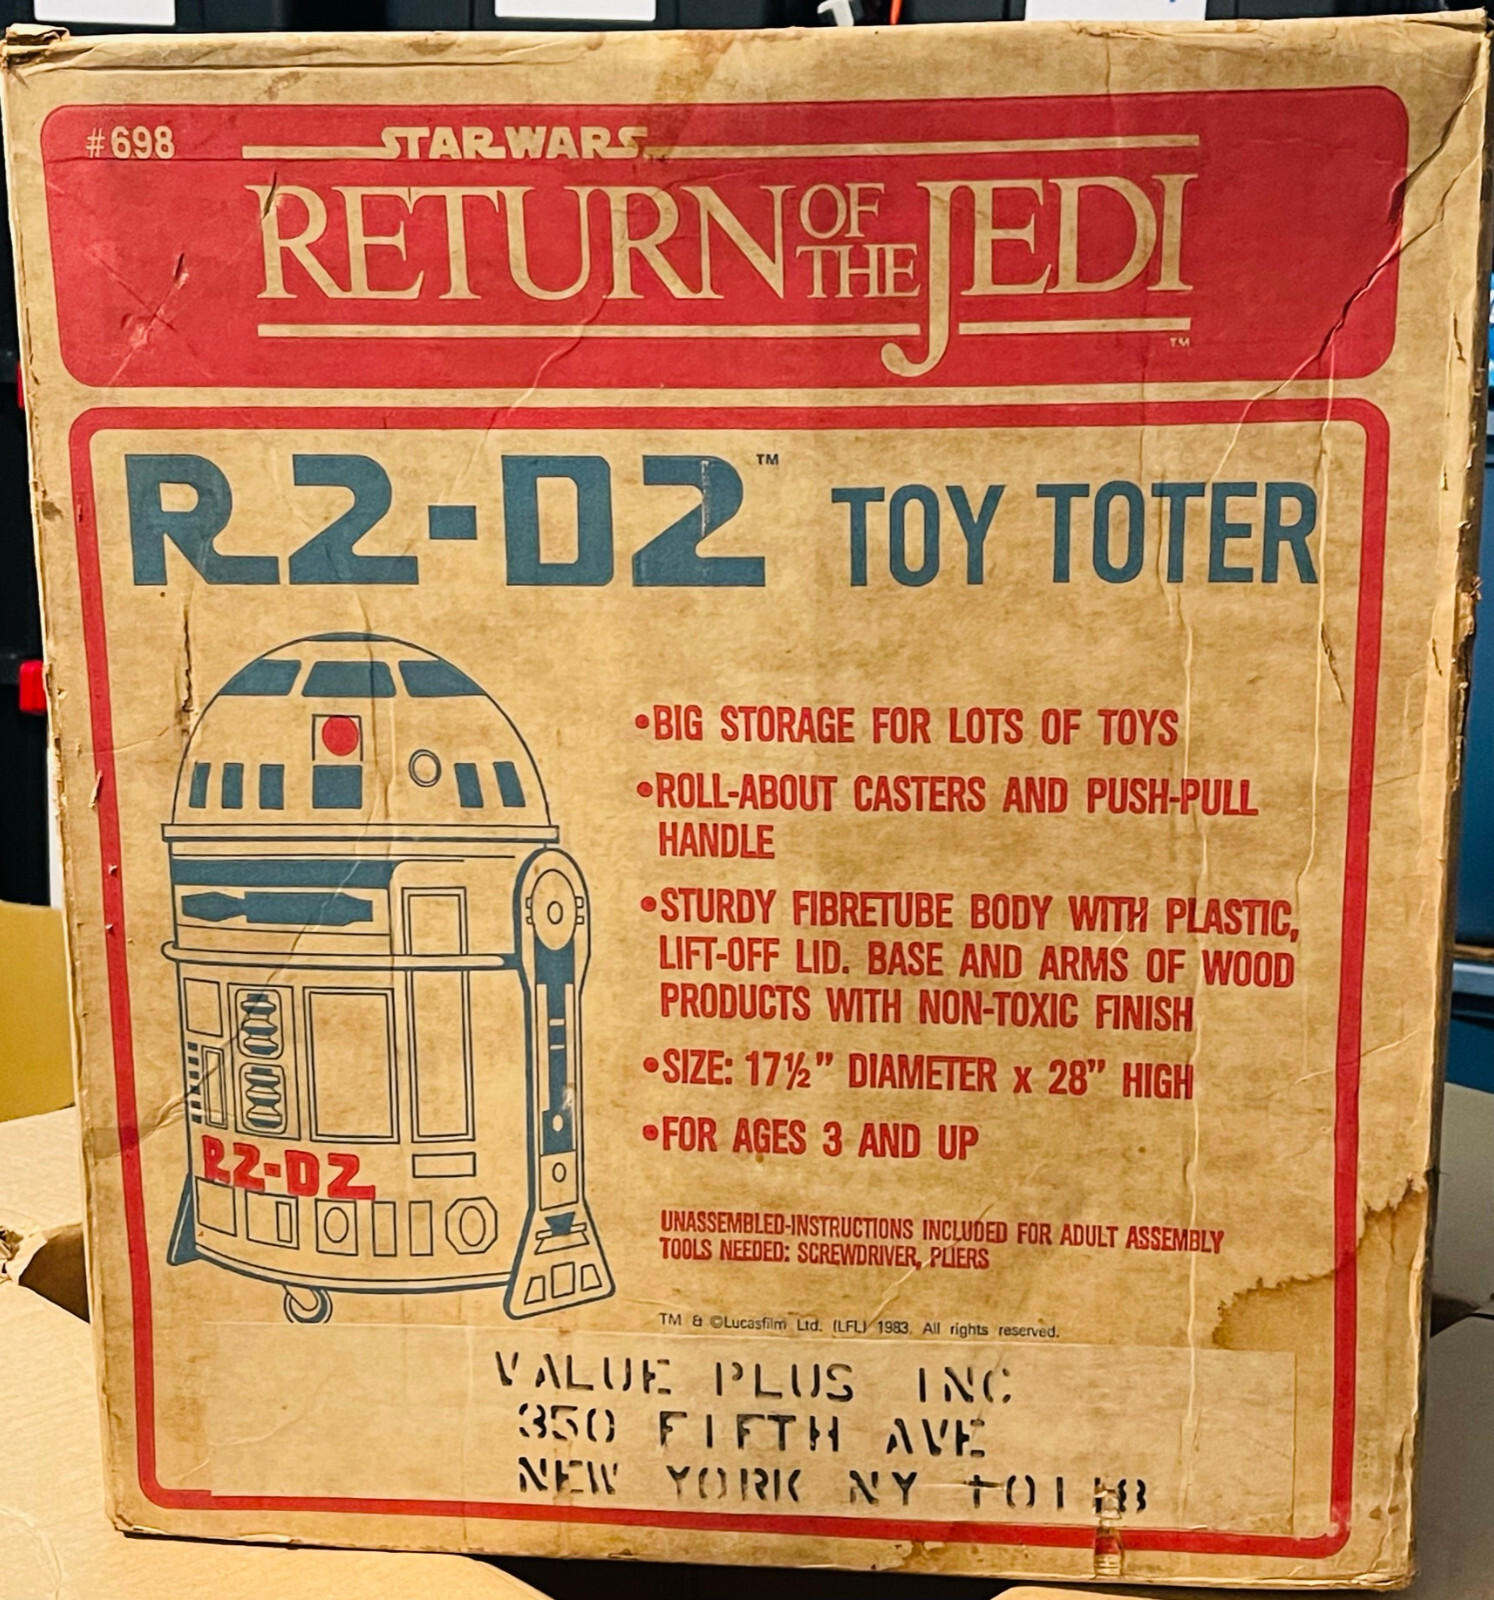 #698
STAR WARS
RETURN OF THE JEDI
TM
R2-D2™ TOY TOTER
•BIG STORAGE FOR LOTS OF TOYS
•ROLL-ABOUT CASTERS AND PUSH-PULL
HANDLE
•STURDY FIBRETUBE BODY WITH PLASTIC,
LIFT-OFF LID. BASE AND ARMS OF WOOD
PRODUCTS WITH NON-TOXIC FINISH
•SIZE: 17½” DIAMETER x 28” HIGH
•FOR AGES 3 AND UP
R2-D2
UNASSEMBLED-INSTRUCTIONS INCLUDED FOR ADULT ASSEMBLY
TOOLS NEEDED: SCREWDRIVER, PLIERS
TM & ©Lucasfilm Ltd. (LFL) 1983. All rights reserved.
VALUE PLUS INC
350 FIFTH AVE
NEW YORK NY 10118